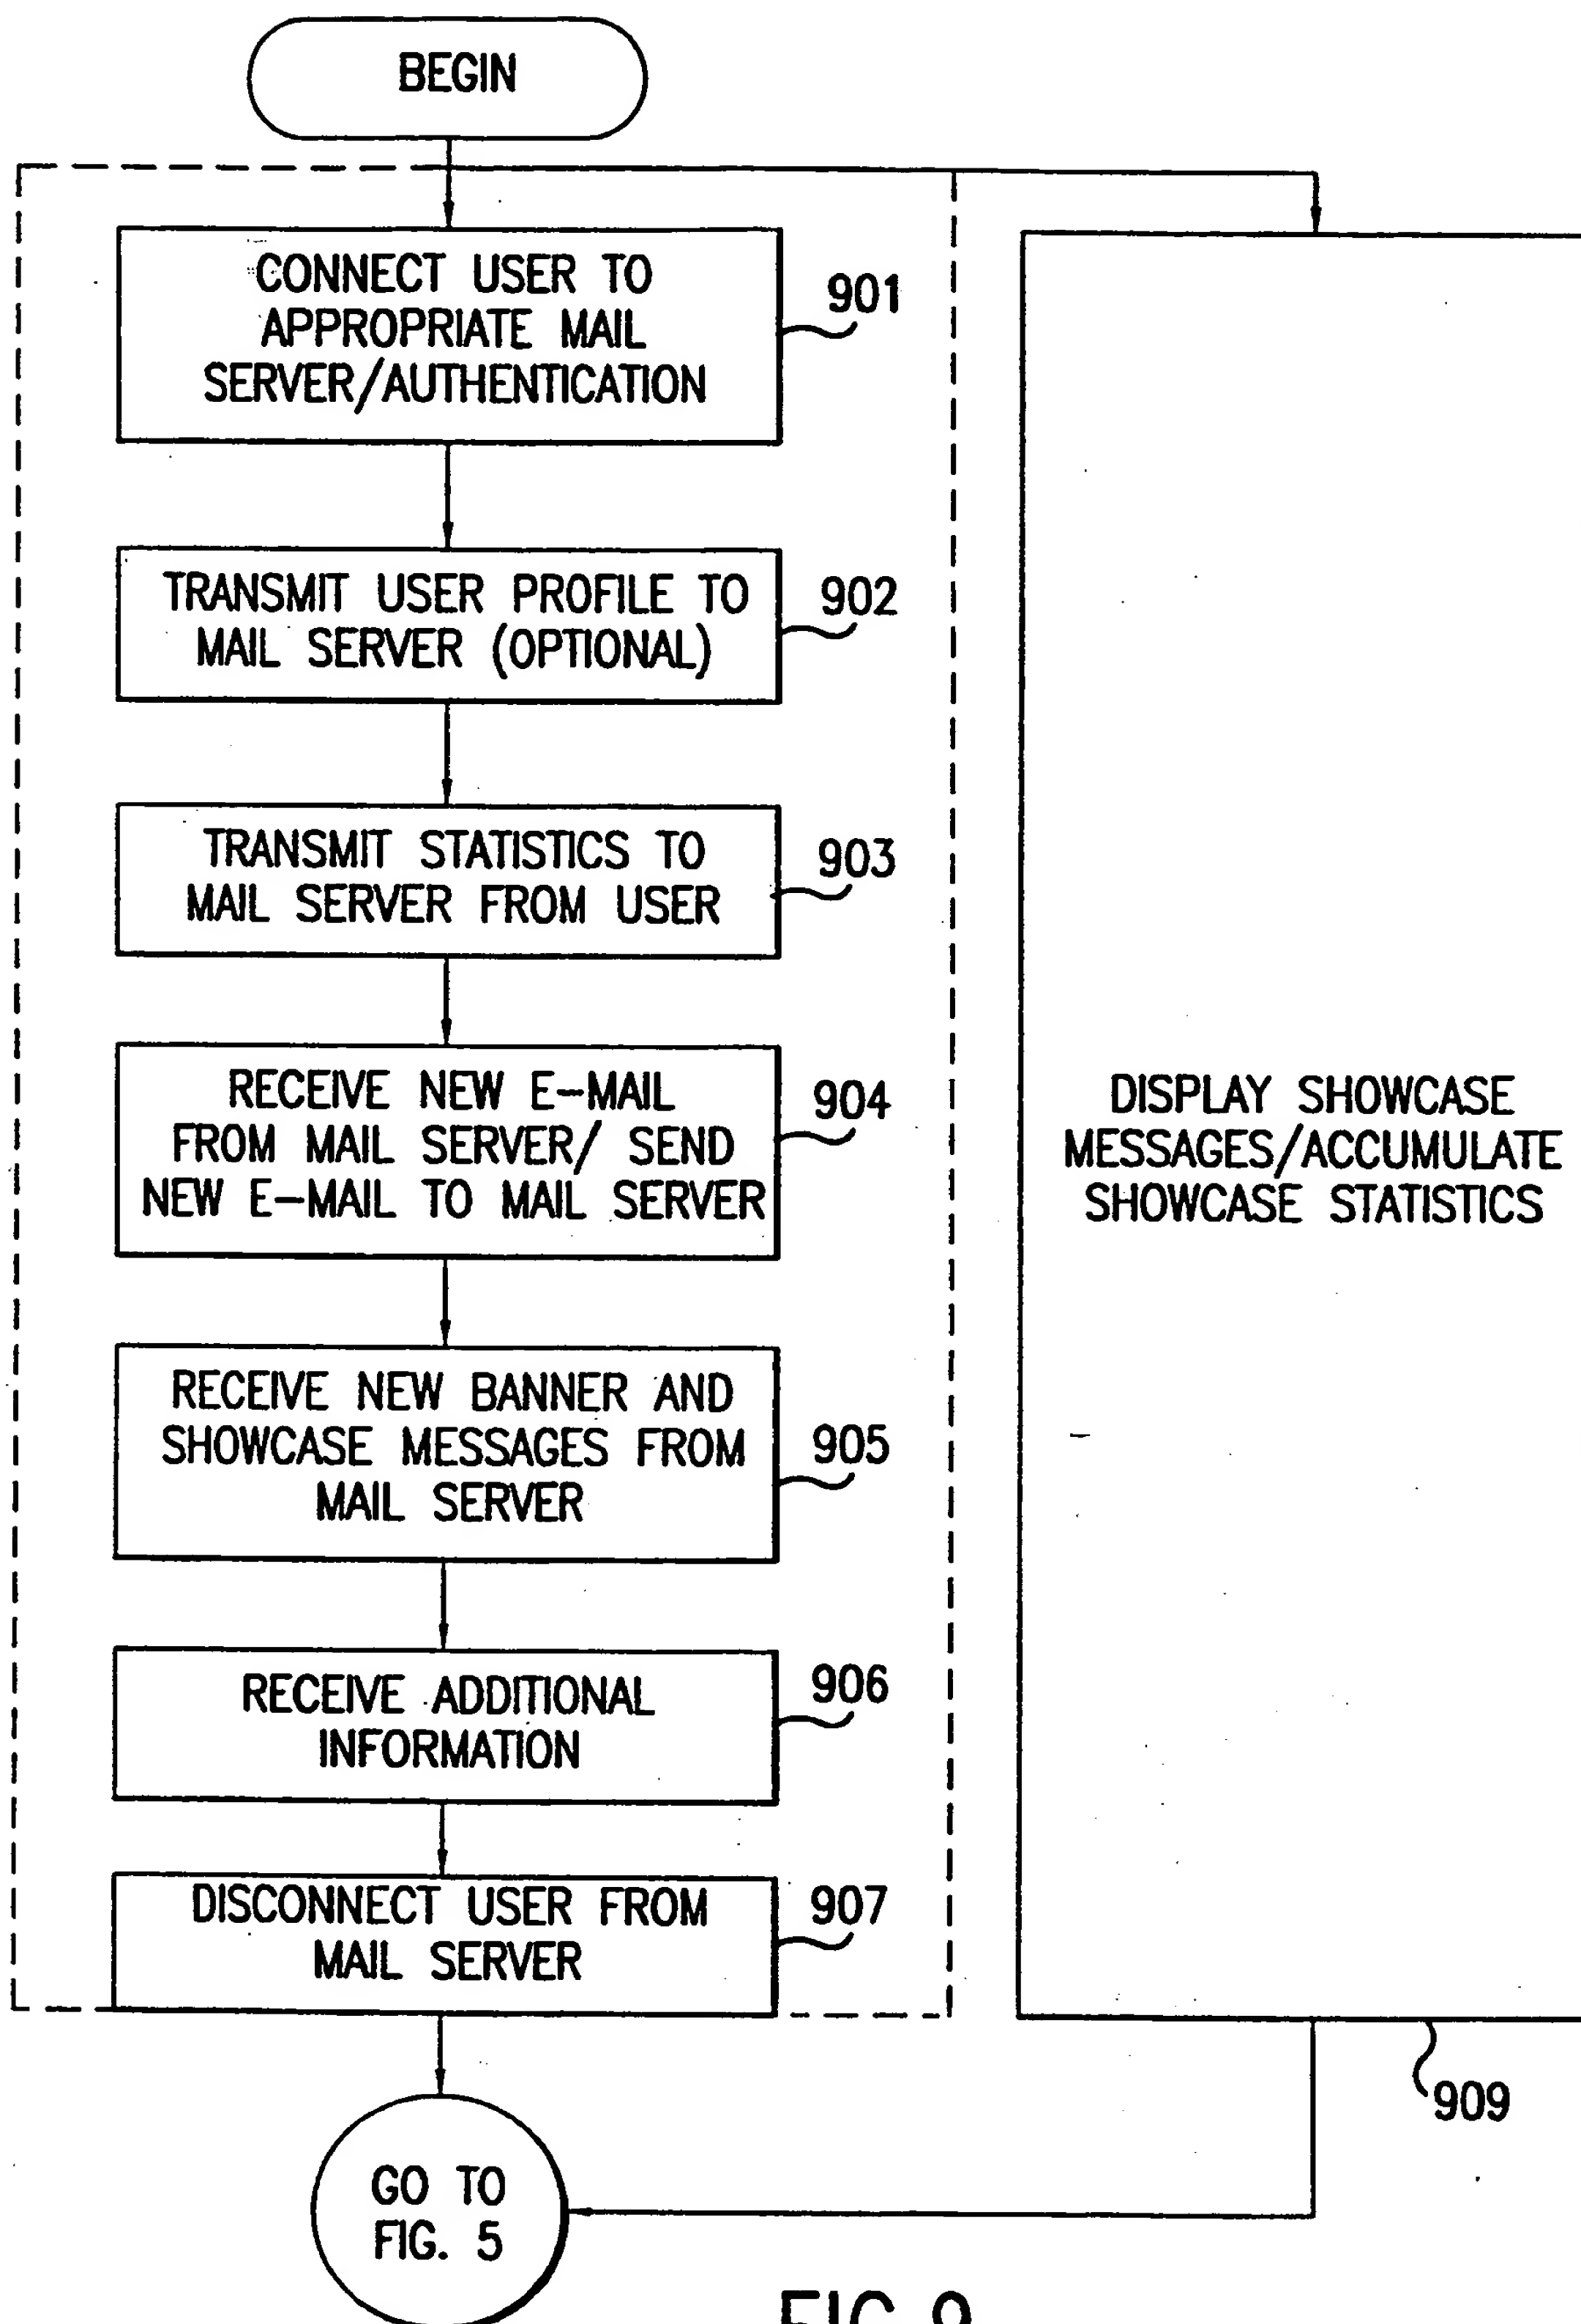 BEGIN
CONNECT USER TO
APPROPRIATE MAIL
SERVER/AUTHENTICATION
901
TRANSMIT USER PROFILE TO
MAIL SERVER (OPTIONAL)
902
TRANSMIT STATISTICS TO
MAIL SERVER FROM USER
903
RECEIVE NEW E-MAIL
FROM MAIL SERVER/ SEND
NEW E-MAIL TO MAIL SERVER
904
RECEIVE NEW BANNER AND
SHOWCASE MESSAGES FROM
MAIL SERVER
905
RECEIVE ADDITIONAL
INFORMATION
906
DISCONNECT USER FROM
MAIL SERVER
907
DISPLAY SHOWCASE
MESSAGES/ACCUMULATE
SHOWCASE STATISTICS
909
GO TO
FIG. 5
FIG. 9